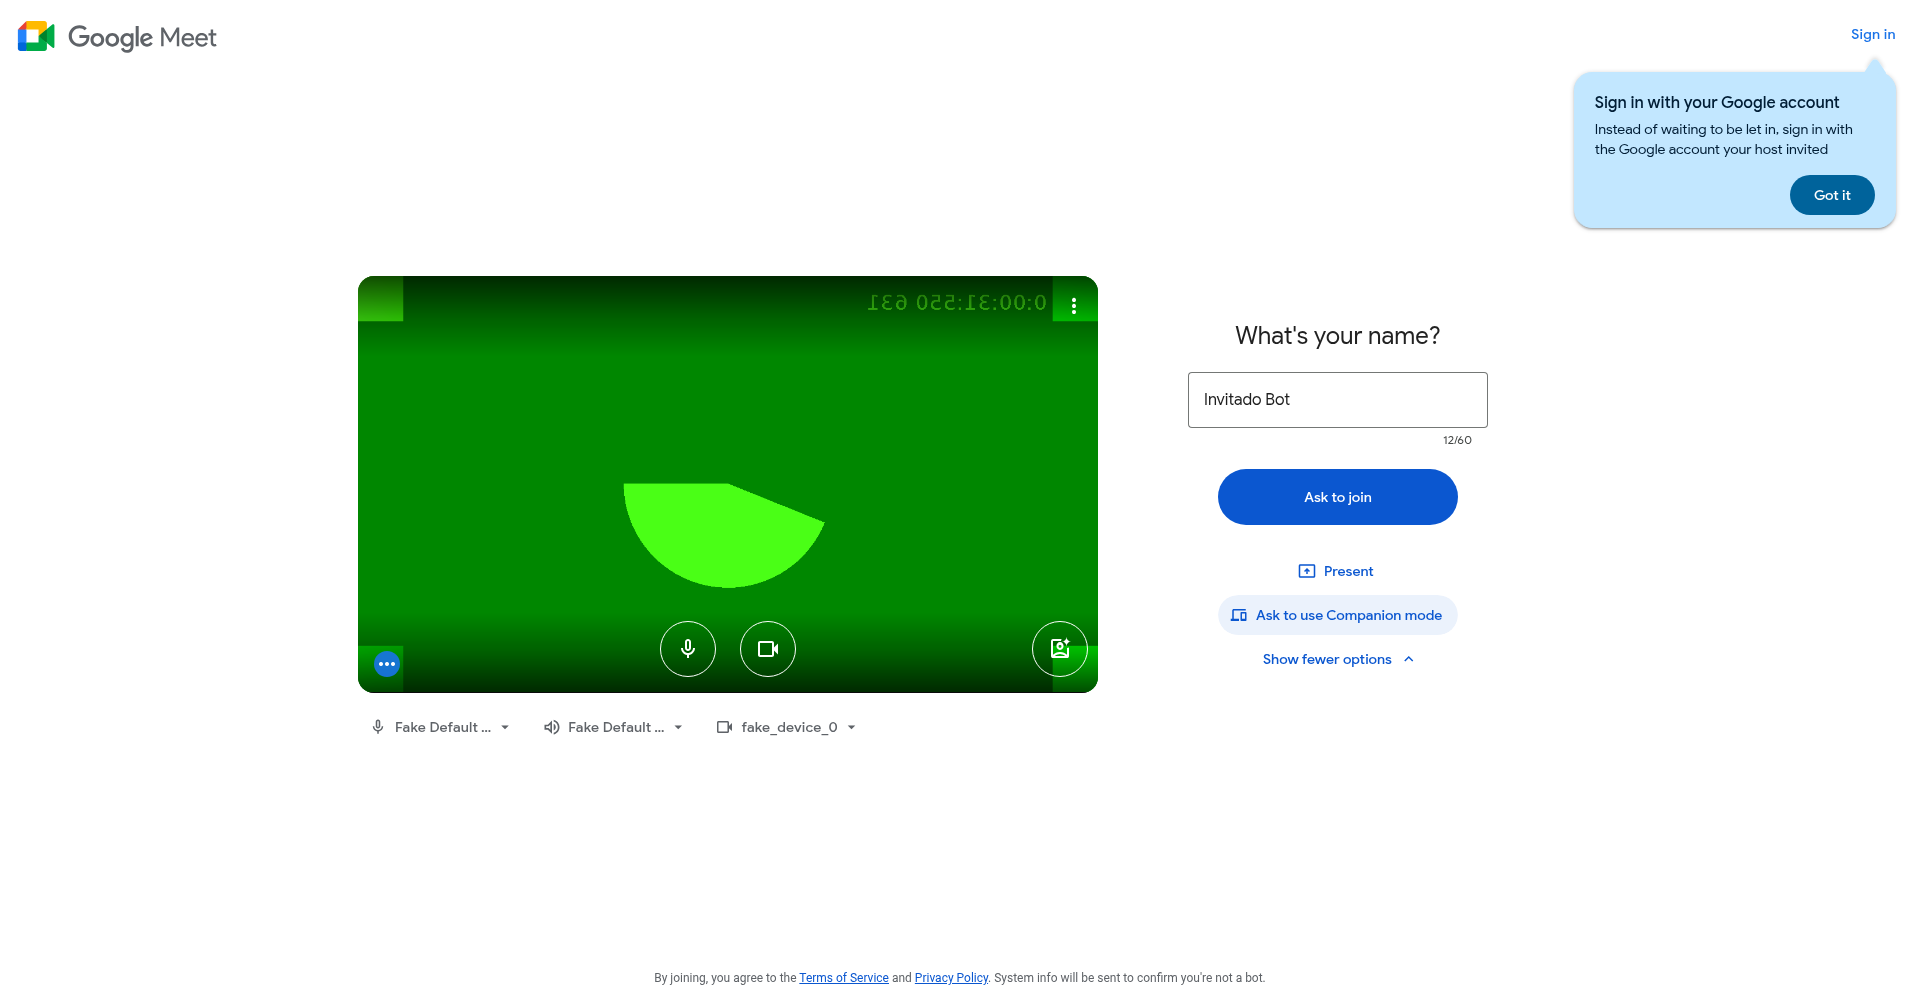 Google Meet
Sign in
Sign in with your Google account
Instead of waiting to be let in, sign in with
the Google account your host invited
Got it
0:00:31:550 631
What's your name?
Invitado Bot
12/60
Ask to join
Present
Ask to use Companion mode
Show fewer options
Fake Default ...
Fake Default ...
fake_device_0
By joining, you agree to the Terms of Service and Privacy Policy. System info will be sent to confirm you're not a bot.